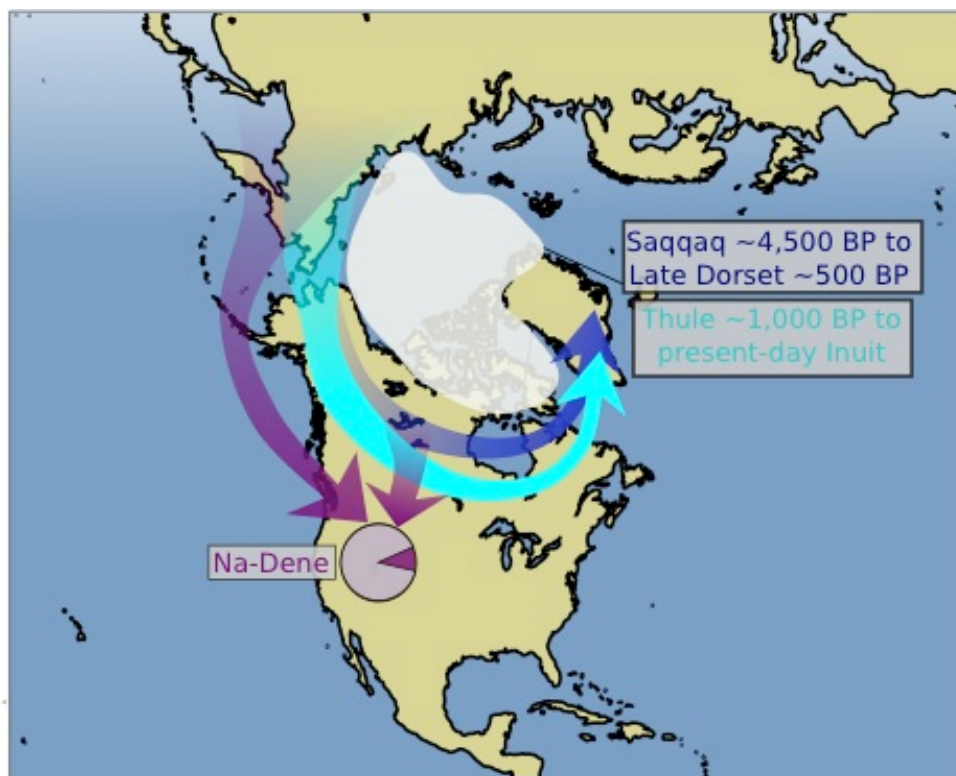 Saqqaq ~4,500 BP to
Late Dorset ~500 BP
Thule ~1,000 BP to
present-day Inuit
Na-Dene